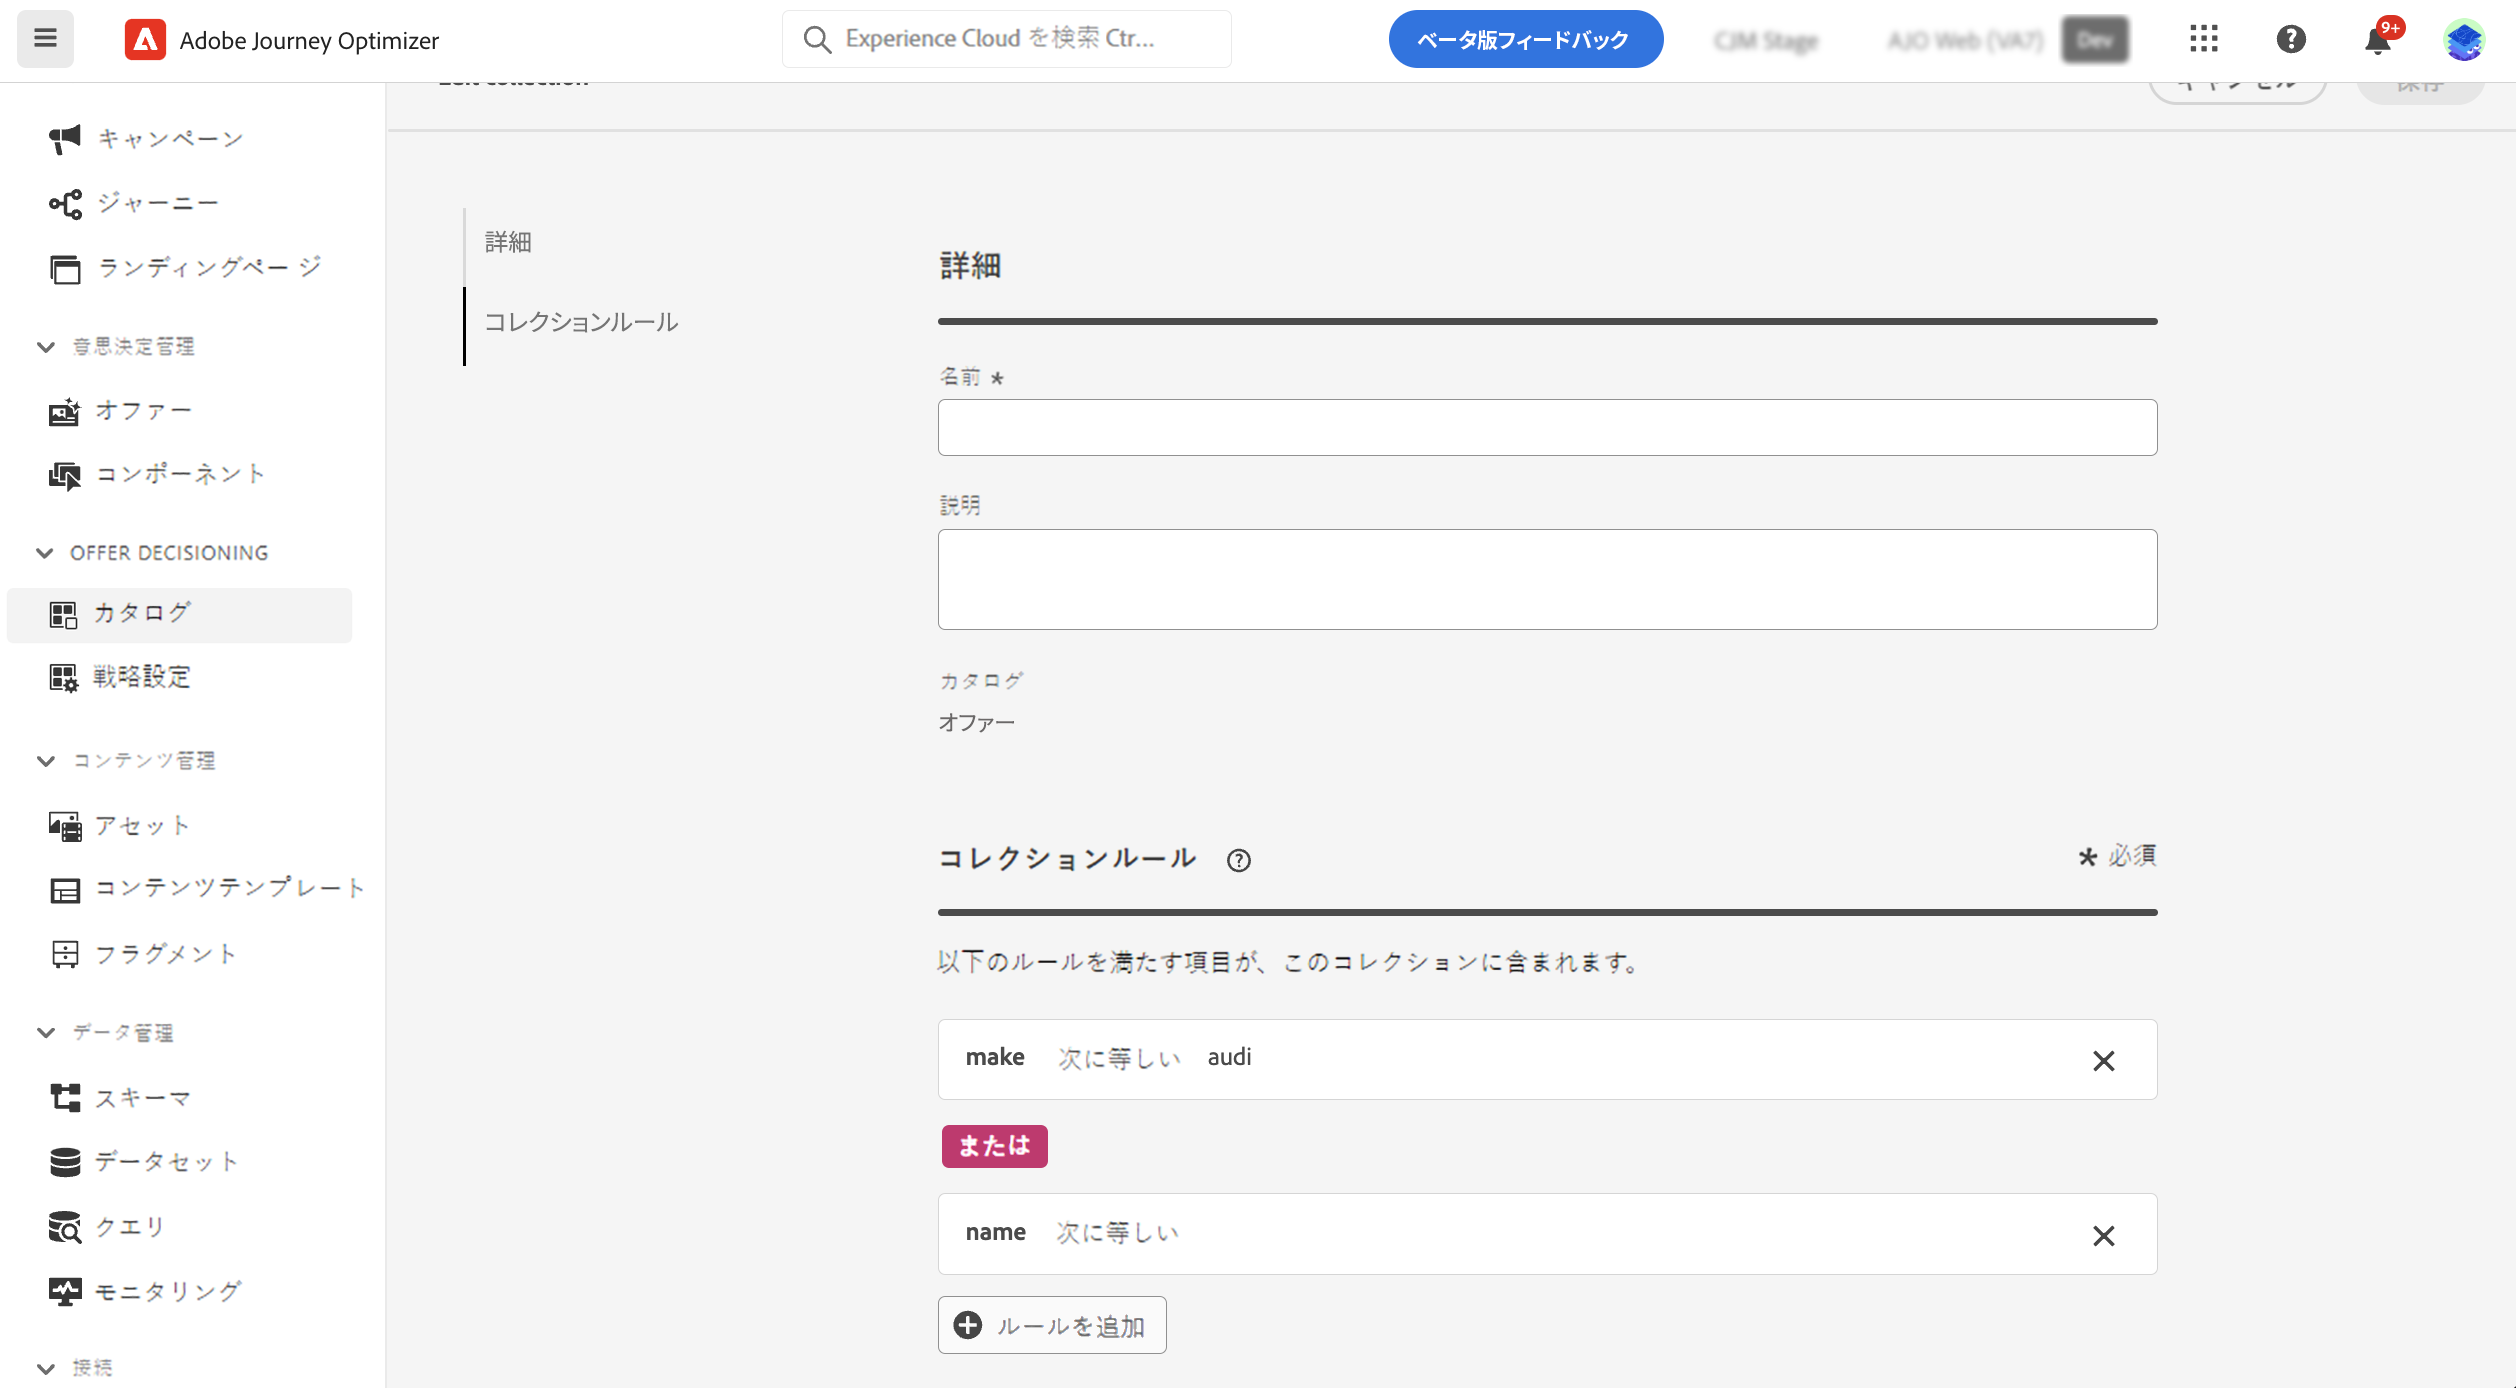 Adobe Journey Optimizer
Experience Cloud を検索 Ctr...
ベータ版フィードバック
CJM Stage
AJO Web (VA7)
Dev
9+
Edit collection
キャンセル
保存
キャンペーン
ジャーニー
ランディングページ
意思決定管理
オファー
コンポーネント
OFFER DECISIONING
カタログ
戦略設定
コンテンツ管理
アセット
コンテンツテンプレート
フラグメント
データ管理
スキーマ
データセット
クエリ
モニタリング
接続
詳細
コレクションルール
詳細
名前 *
説明
カタログ
オファー
コレクションルール
* 必須
以下のルールを満たす項目が、このコレクションに含まれます。
make 次に等しい audi
または
name 次に等しい
ルールを追加